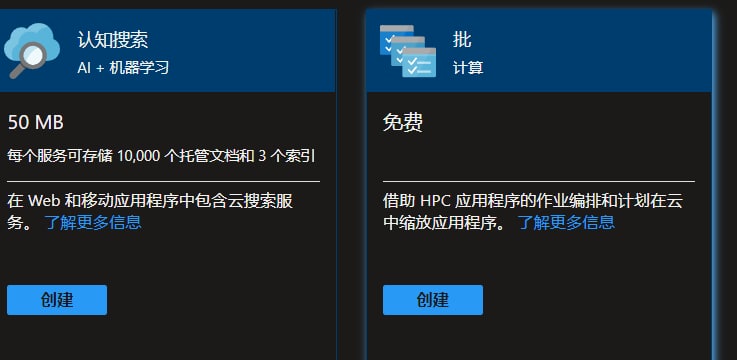 认知搜索
AI + 机器学习
50 MB
每个服务可存储 10,000 个托管文档和 3 个索引
在 Web 和移动应用程序中包含云搜索服
务。 了解更多信息
创建
批
计算
免费
借助 HPC 应用程序的作业编排和计划在云
中缩放应用程序。 了解更多信息
创建